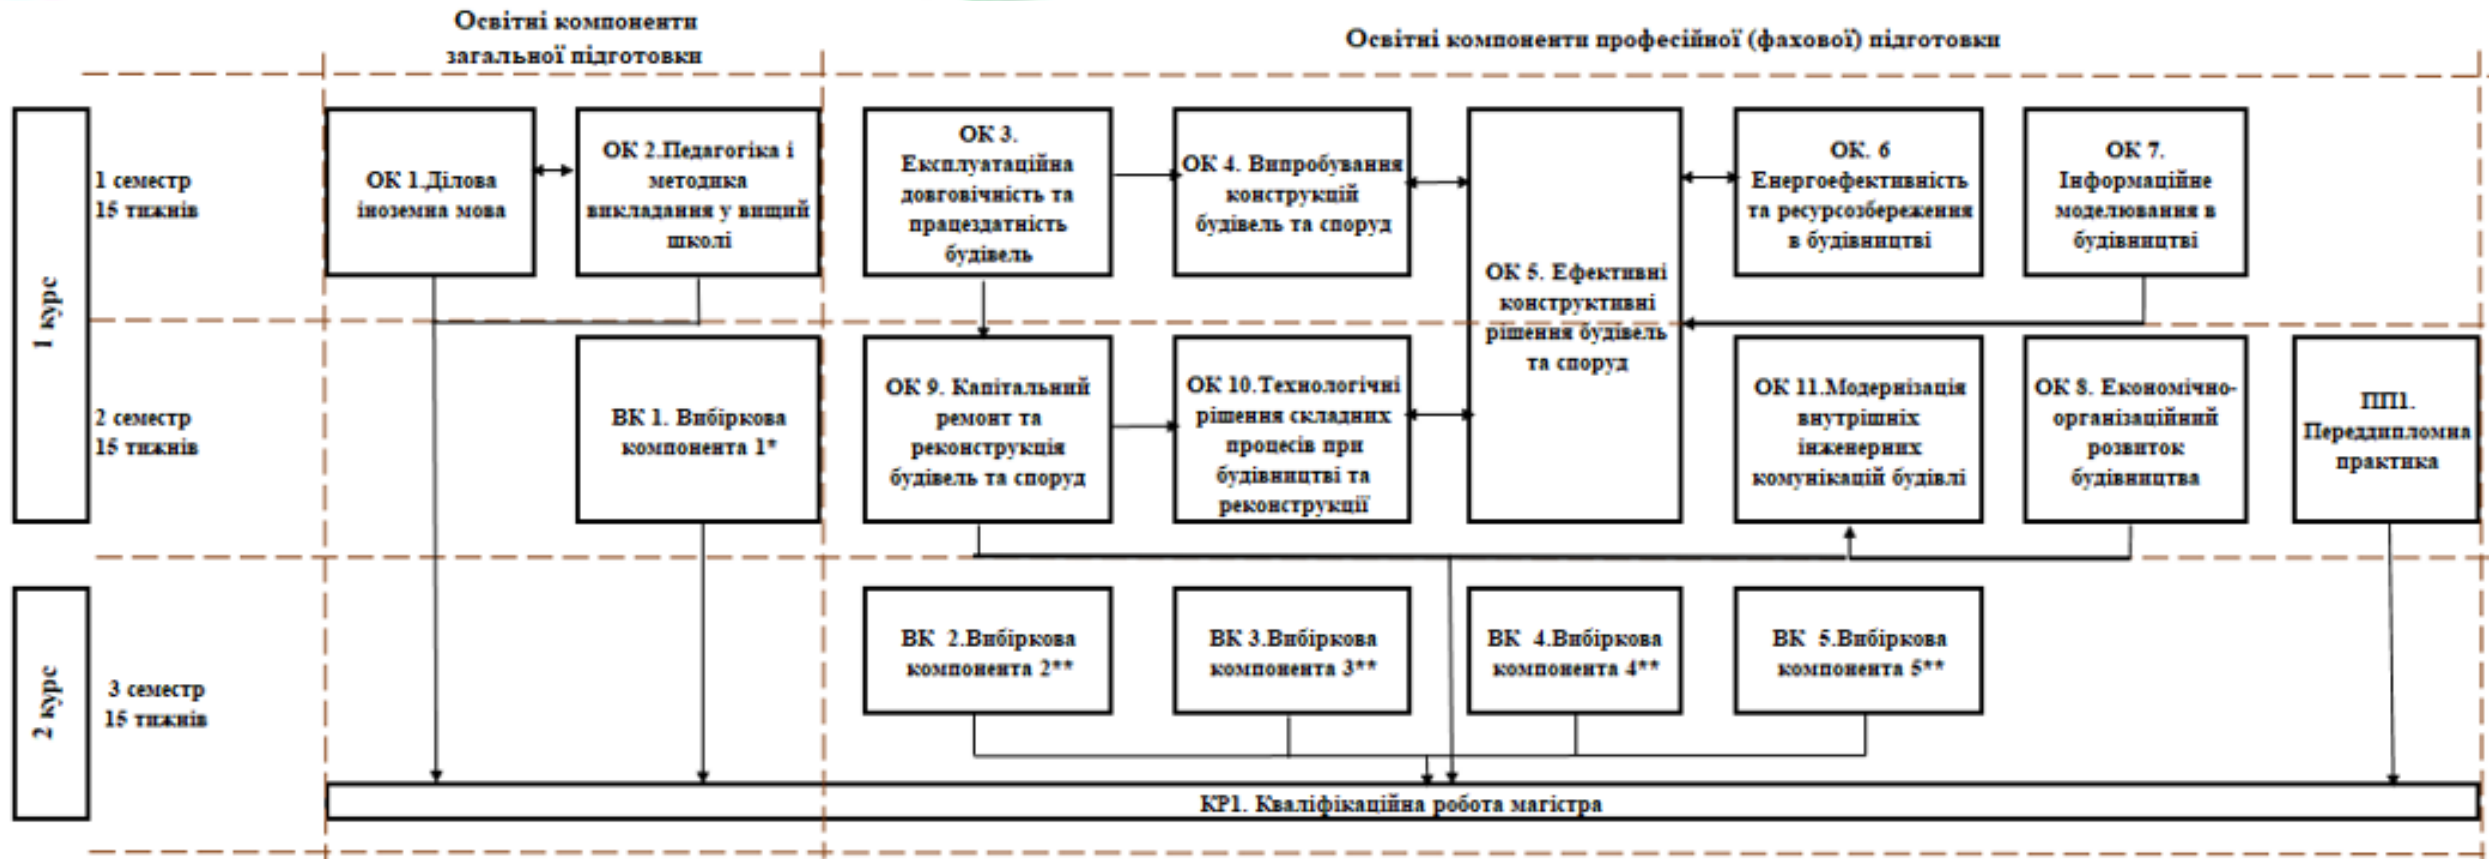 Освітні компоненти
загальної підготовки
Освітні компоненти професійної (фахової) підготовки
1 курс
1 семестр
15 тижнів
ОК 1.Ділова
іноземна мова
ОК 2.Педагогіка і
методика
викладання у вищий
школі
ОК 3.
Експлуатаційна
довговічність та
працездатність
будівель
ОК 4. Випробування
конструкцій
будівель та споруд
ОК 5. Ефективні
конструктивні
рішення будівель
та споруд
ОК. 6
Енергоефективність
та ресурсозбереження
в будівництві
ОК 7.
Інформаційне
моделювання в
будівництві
2 семестр
15 тижнів
ВК 1. Вибіркова
компонента 1*
ОК 9. Капітальний
ремонт та
реконструкція
будівель та споруд
ОК 10.Технологічні
рішення складних
процесів при
будівництві та
реконструкції
ОК 11.Модернізація
внутрішніх
інженерних
комунікацій будівлі
ОК 8. Економічно-
організаційний
розвиток
будівництва
ПП1.
Переддипломна
практика
2 курс
3 семестр
15 тижнів
ВК 2.Вибіркова
компонента 2**
ВК 3.Вибіркова
компонента 3**
ВК 4.Вибіркова
компонента 4**
ВК 5.Вибіркова
компонента 5**
КР1. Кваліфікаційна робота магістра